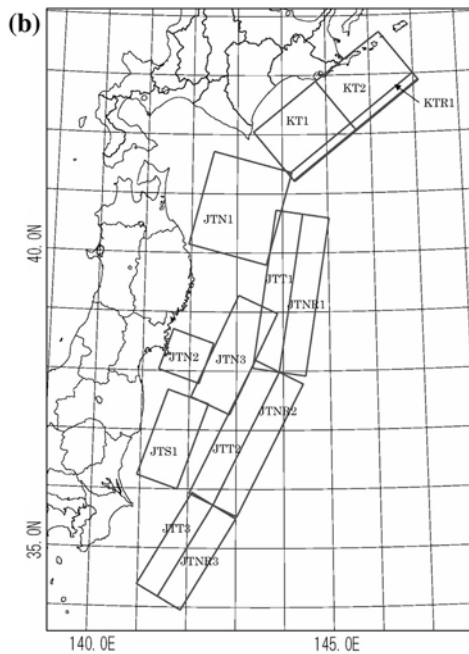 (b)
KT2
KT1
KTR1
JTN1
40.0N
JTT1
JTNR1
JTN2
JTN3
JTNR2
JTS1
JTT2
35.0N
JTT3
JTNR3
140.0E
145.0E